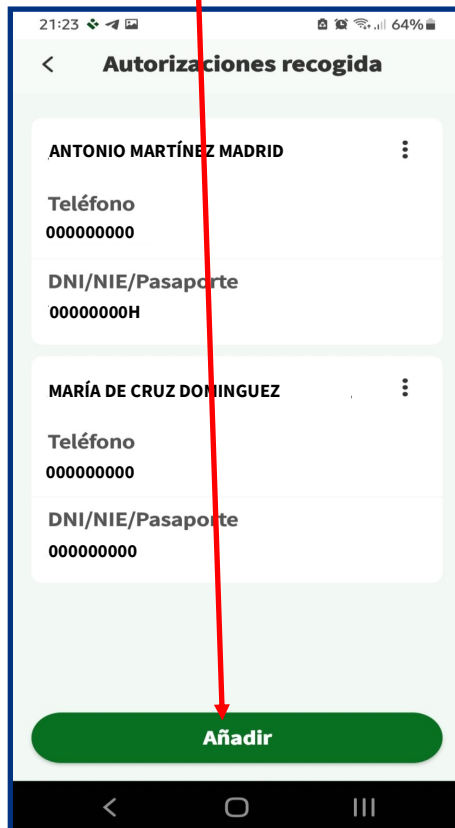 21:23 64%
Autorizaciones recogida
ANTONIO MARTÍNEZ MADRID
Teléfono
000000000
DNI/NIE/Pasaporte
00000000H
MARÍA DE CRUZ DOMINGUEZ
Teléfono
000000000
DNI/NIE/Pasaporte
000000000
Añadir